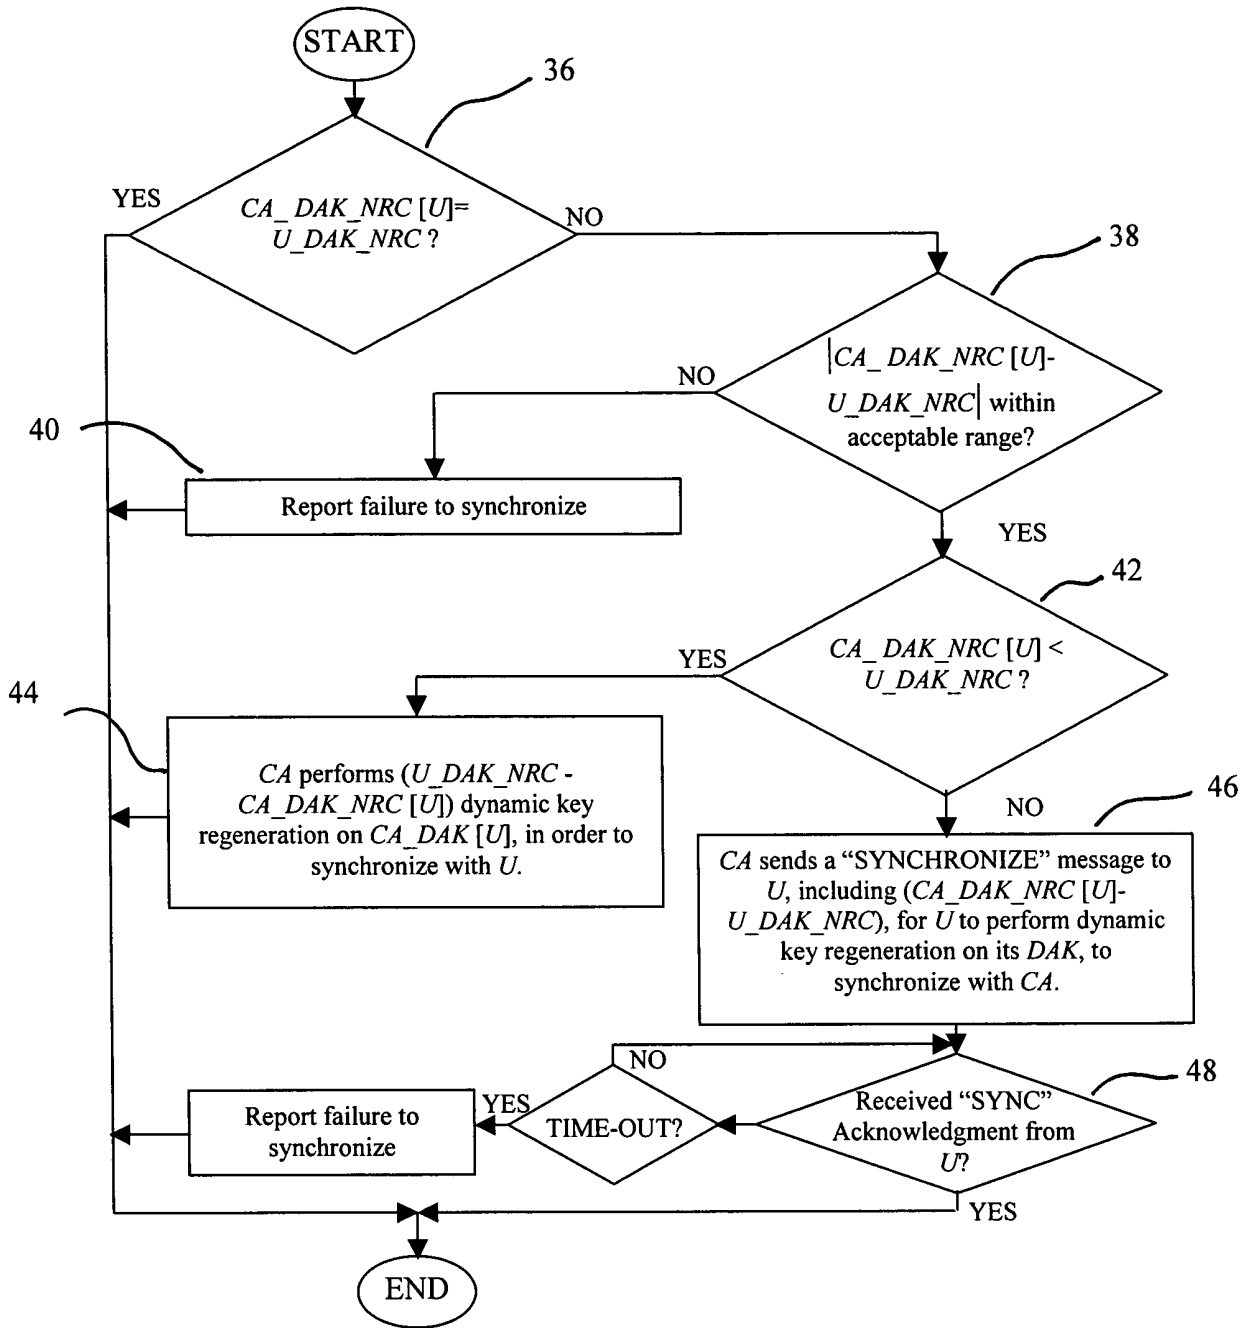 START
36
YES
CA_ DAK_NRC [U]=
U_DAK_NRC ?
NO
38
|CA_ DAK_NRC [U]-
U_DAK_NRC| within
acceptable range?
NO
40
Report failure to synchronize
YES
42
CA_ DAK_NRC [U] <
U_DAK_NRC ?
YES
44
CA performs (U_DAK_NRC -
CA_DAK_NRC [U]) dynamic key
regeneration on CA_DAK [U], in order to
synchronize with U.
NO
46
CA sends a “SYNCHRONIZE” message to
U, including (CA_DAK_NRC [U]-
U_DAK_NRC), for U to perform dynamic
key regeneration on its DAK, to
synchronize with CA.
NO
48
Received “SYNC”
Acknowledgment from
U?
TIME-OUT?
YES
Report failure to
synchronize
YES
END